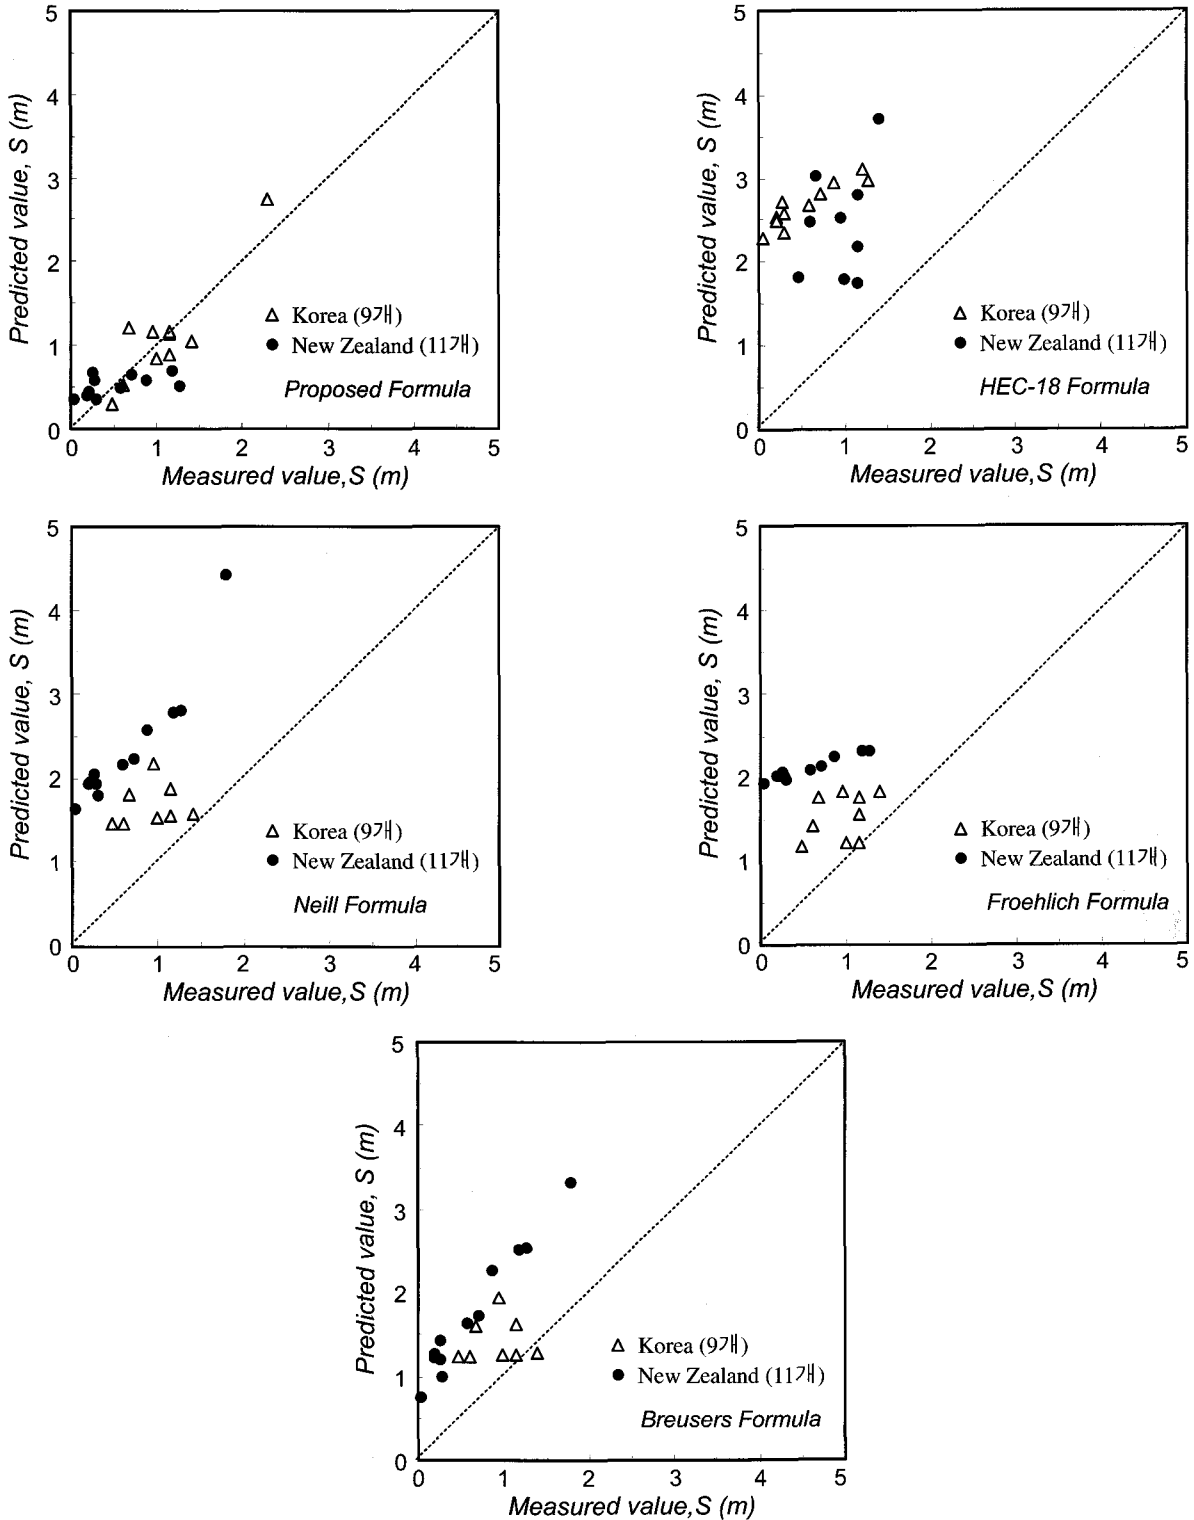 5
4
3
2
1
0
Predicted value, S (m)
△ Korea (9개)
● New Zealand (11개)
Proposed Formula
0 1 2 3 4 5
Measured value,S (m)
5
4
3
2
1
0
Predicted value, S (m)
△ Korea (9개)
● New Zealand (11개)
HEC-18 Formula
0 1 2 3 4 5
Measured value,S (m)
5
4
3
2
1
0
Predicted value, S (m)
△ Korea (9개)
● New Zealand (11개)
Neill Formula
0 1 2 3 4 5
Measured value,S (m)
5
4
3
2
1
0
Predicted value, S (m)
△ Korea (9개)
● New Zealand (11개)
Froehlich Formula
0 1 2 3 4 5
Measured value,S (m)
5
4
3
2
1
0
Predicted value, S (m)
△ Korea (9개)
● New Zealand (11개)
Breusers Formula
0 1 2 3 4 5
Measured value,S (m)